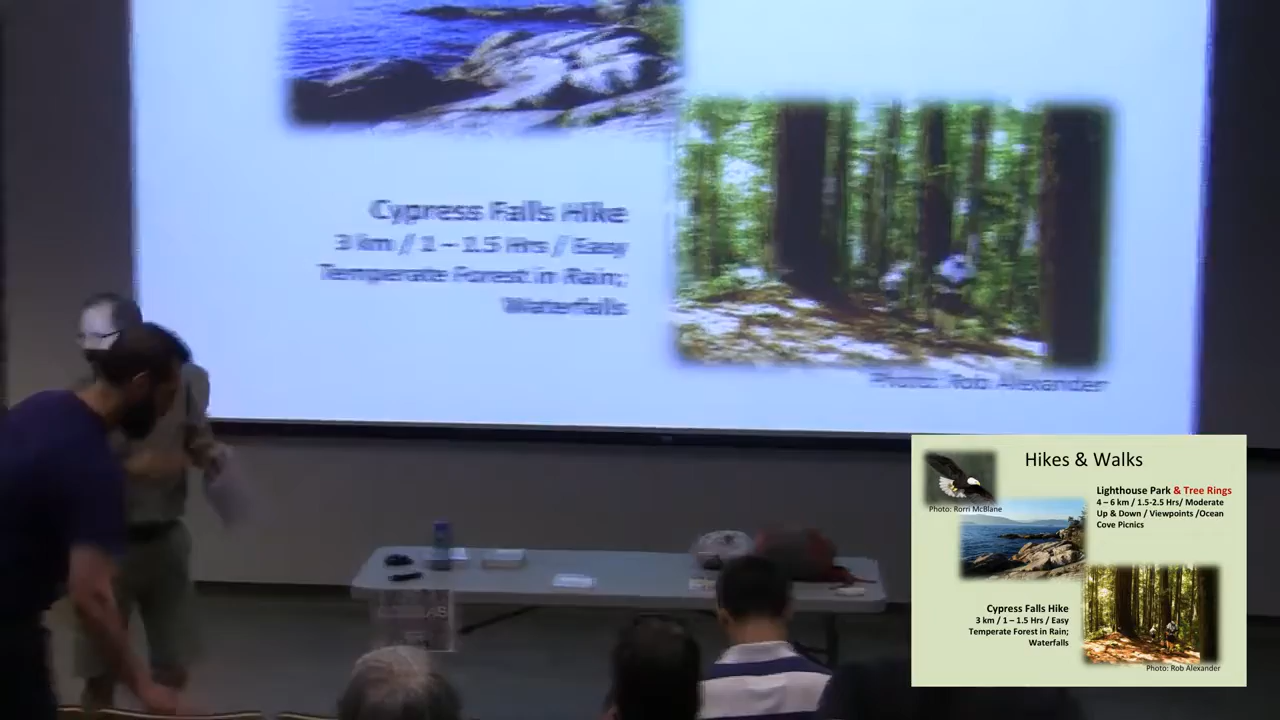 Cypress Falls Hike
3 km / 1 – 1.5 Hrs / Easy
Temperate Forest in Rain;
Waterfalls
Photo: Rob Alexander
Hikes & Walks
Photo: Rorri McBlane
Lighthouse Park & Tree Rings
4 – 6 km / 1.5-2.5 Hrs/ Moderate
Up & Down / Viewpoints /Ocean
Cove Picnics
Cypress Falls Hike
3 km / 1 – 1.5 Hrs / Easy
Temperate Forest in Rain;
Waterfalls
Photo: Rob Alexander